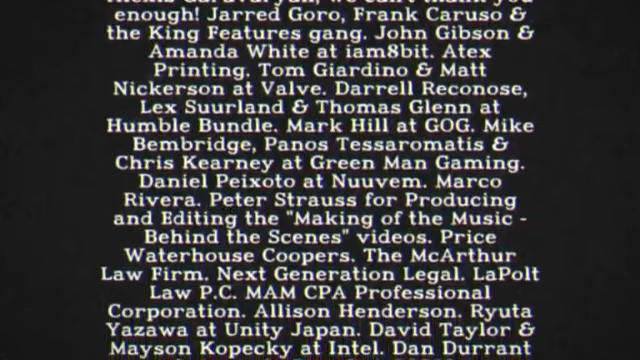 enough! Jarred Goro, Frank Caruso &
the King Features gang. John Gibson &
Amanda White at iam8bit. Atex
Printing. Tom Giardino & Matt
Nickerson at Valve. Darrell Reconose,
Lex Suurland & Thomas Glenn at
Humble Bundle. Mark Hill at GOG. Mike
Bembridge, Panos Tessaromatis &
Chris Kearney at Green Man Gaming.
Daniel Peixoto at Nuuvem. Marco
Rivera. Peter Strauss for Producing
and Editing the "Making of the Music -
Behind the Scenes" videos. Price
Waterhouse Coopers. The McArthur
Law Firm. Next Generation Legal. LaPolt
Law P.C. MAM CPA Professional
Corporation. Allison Henderson. Ryuta
Yazawa at Unity Japan. David Taylor &
Mayson Kopecky at Intel. Dan Durrant